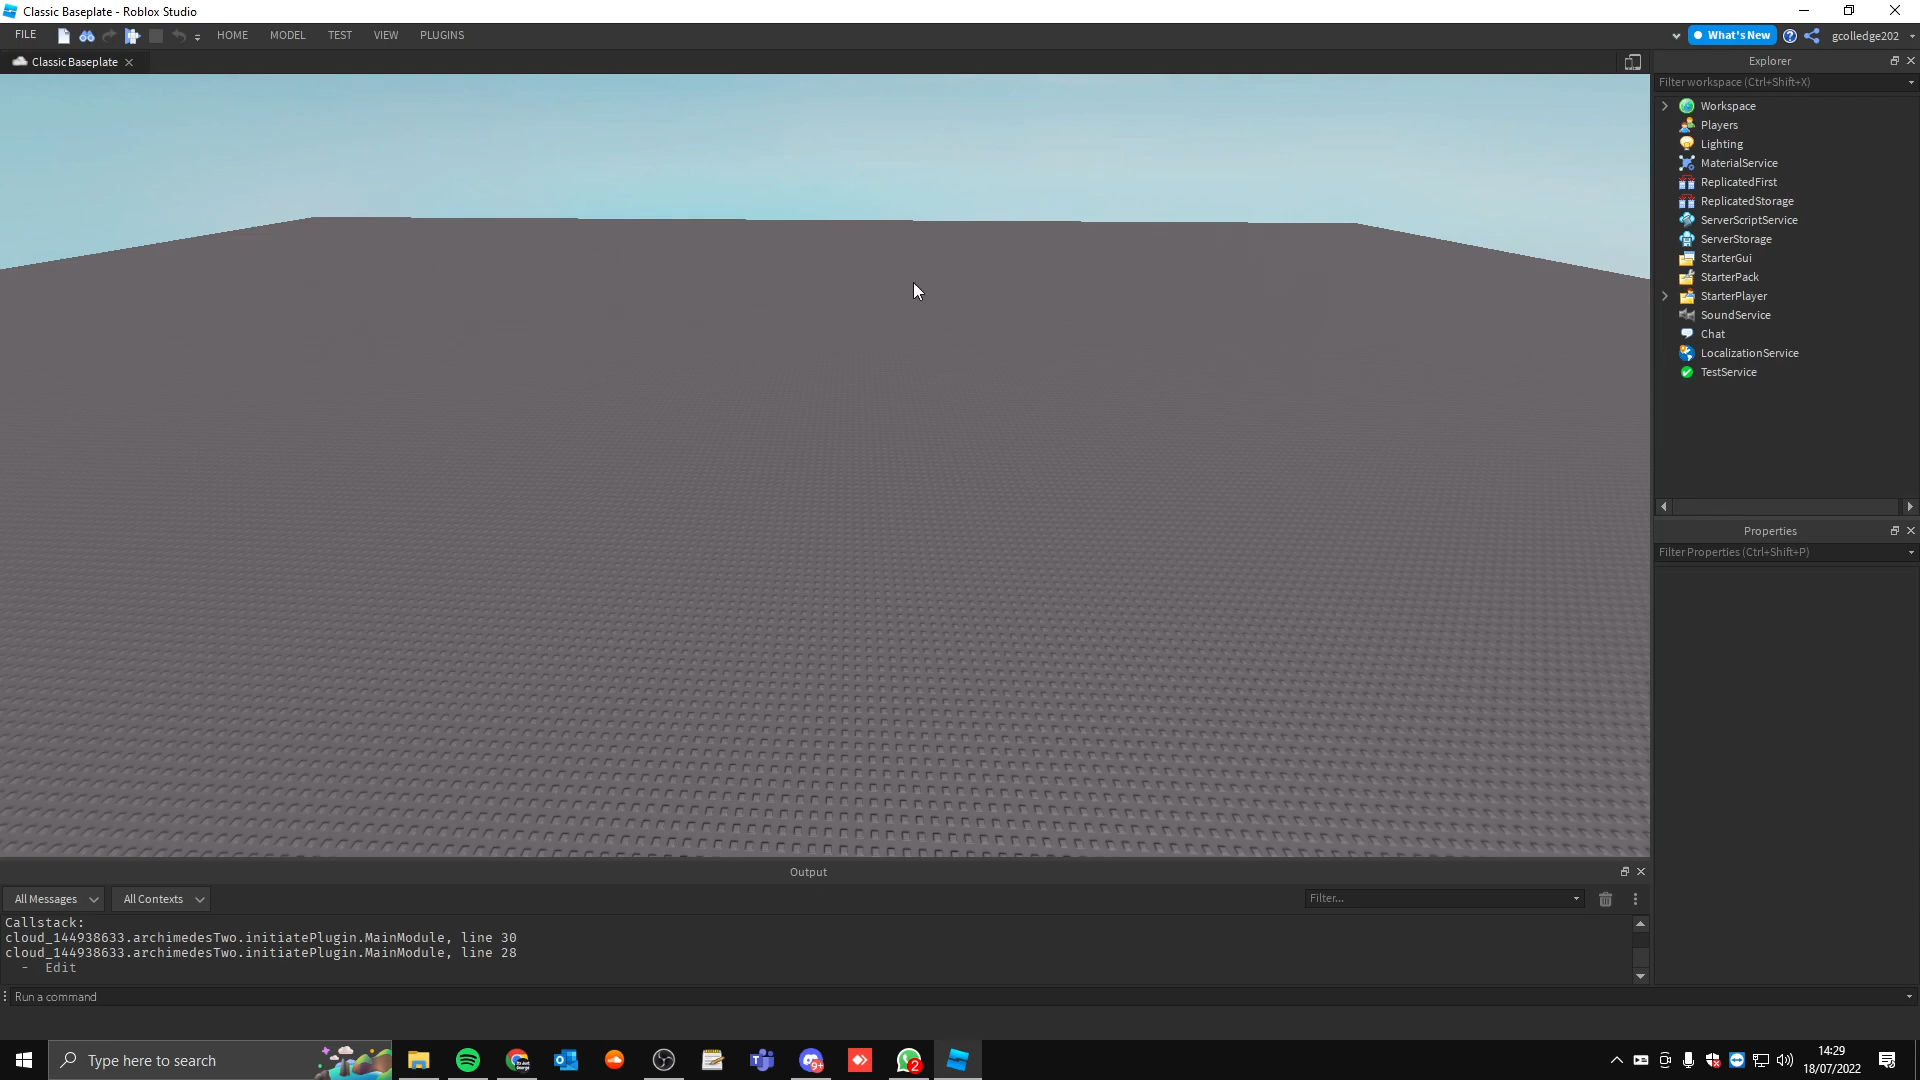 Classic Baseplate - Roblox Studio
FILE HOME MODEL TEST VIEW PLUGINS What's New gcolledge202
Classic Baseplate
Explorer
Filter workspace (Ctrl+Shift+X)
Workspace
Players
Lighting
MaterialService
ReplicatedFirst
ReplicatedStorage
ServerScriptService
ServerStorage
StarterGui
StarterPack
StarterPlayer
SoundService
Chat
LocalizationService
TestService
Properties
Filter Properties (Ctrl+Shift+P)
Output
All Messages All Contexts Filter...
Callstack:
cloud_144938633.archimedesTwo.initiatePlugin.MainModule, line 30
cloud_144938633.archimedesTwo.initiatePlugin.MainModule, line 28
- Edit
Run a command
Type here to search
9+
2
14:29
18/07/2022